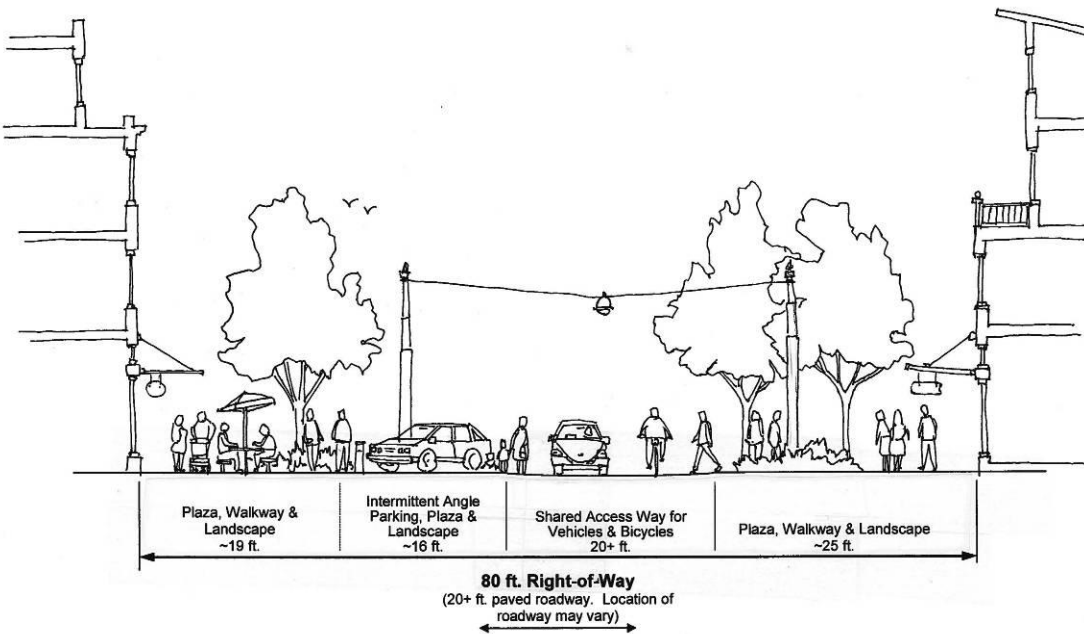 Plaza, Walkway &
Landscape
~19 ft.
Intermittent Angle
Parking, Plaza &
Landscape
~16 ft.
Shared Access Way for
Vehicles & Bicycles
20+ ft.
Plaza, Walkway & Landscape
~25 ft.
80 ft. Right-of-Way
(20+ ft. paved roadway. Location of
roadway may vary)